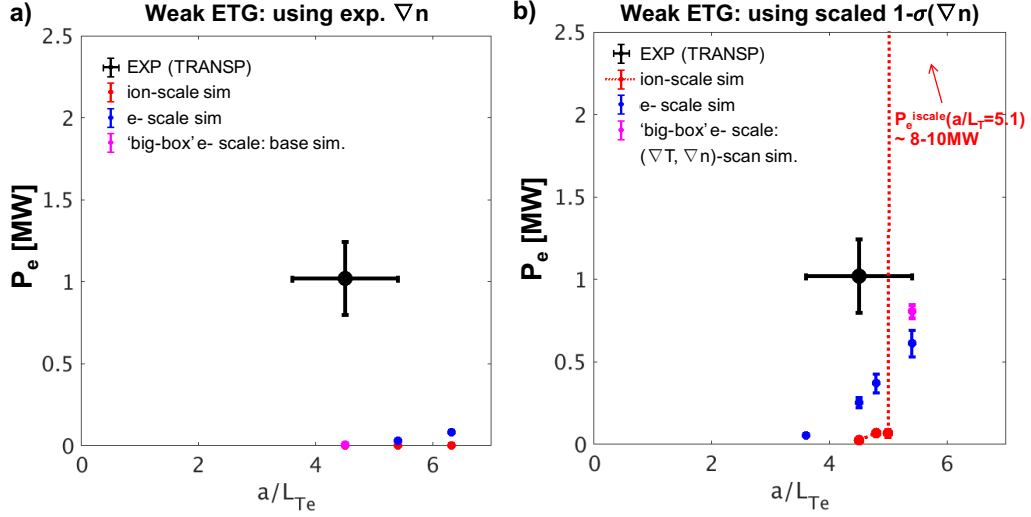 a)
Weak ETG: using exp. ∇n
2.5
2
1.5
1
0.5
0
P_e [MW]
EXP (TRANSP)
ion-scale sim
e- scale sim
‘big-box’ e- scale: base sim.
0
2
4
6
a/L_Te
b)
Weak ETG: using scaled 1-σ(∇n)
2.5
2
1.5
1
0.5
0
P_e [MW]
EXP (TRANSP)
ion-scale sim
e- scale sim
‘big-box’ e- scale:
(∇T, ∇n)-scan sim.
P_e^iscale(a/L_T=5.1)
~ 8-10MW
0
2
4
6
a/L_Te